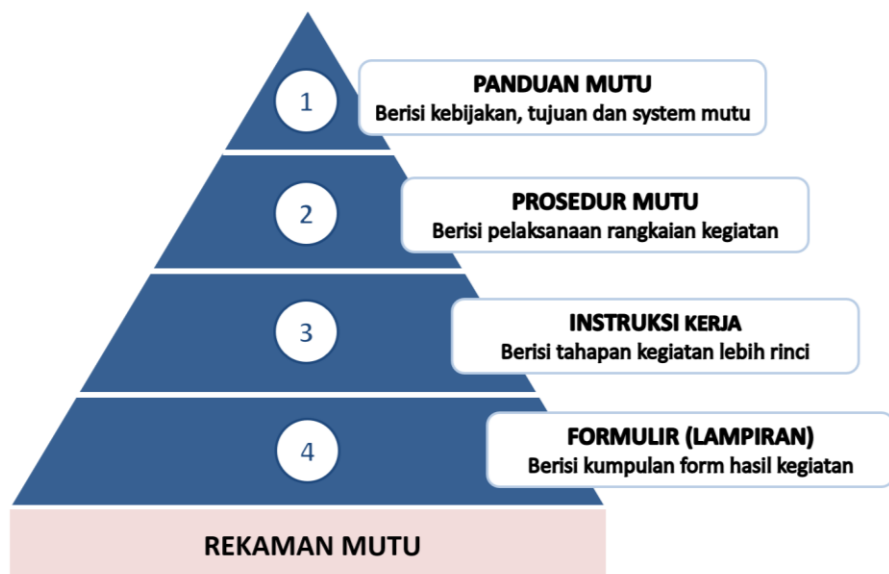 1
PANDUAN MUTU
Berisi kebijakan, tujuan dan system mutu
2
PROSEDUR MUTU
Berisi pelaksanaan rangkaian kegiatan
3
INSTRUKSI KERJA
Berisi tahapan kegiatan lebih rinci
4
FORMULIR (LAMPIRAN)
Berisi kumpulan form hasil kegiatan
REKAMAN MUTU